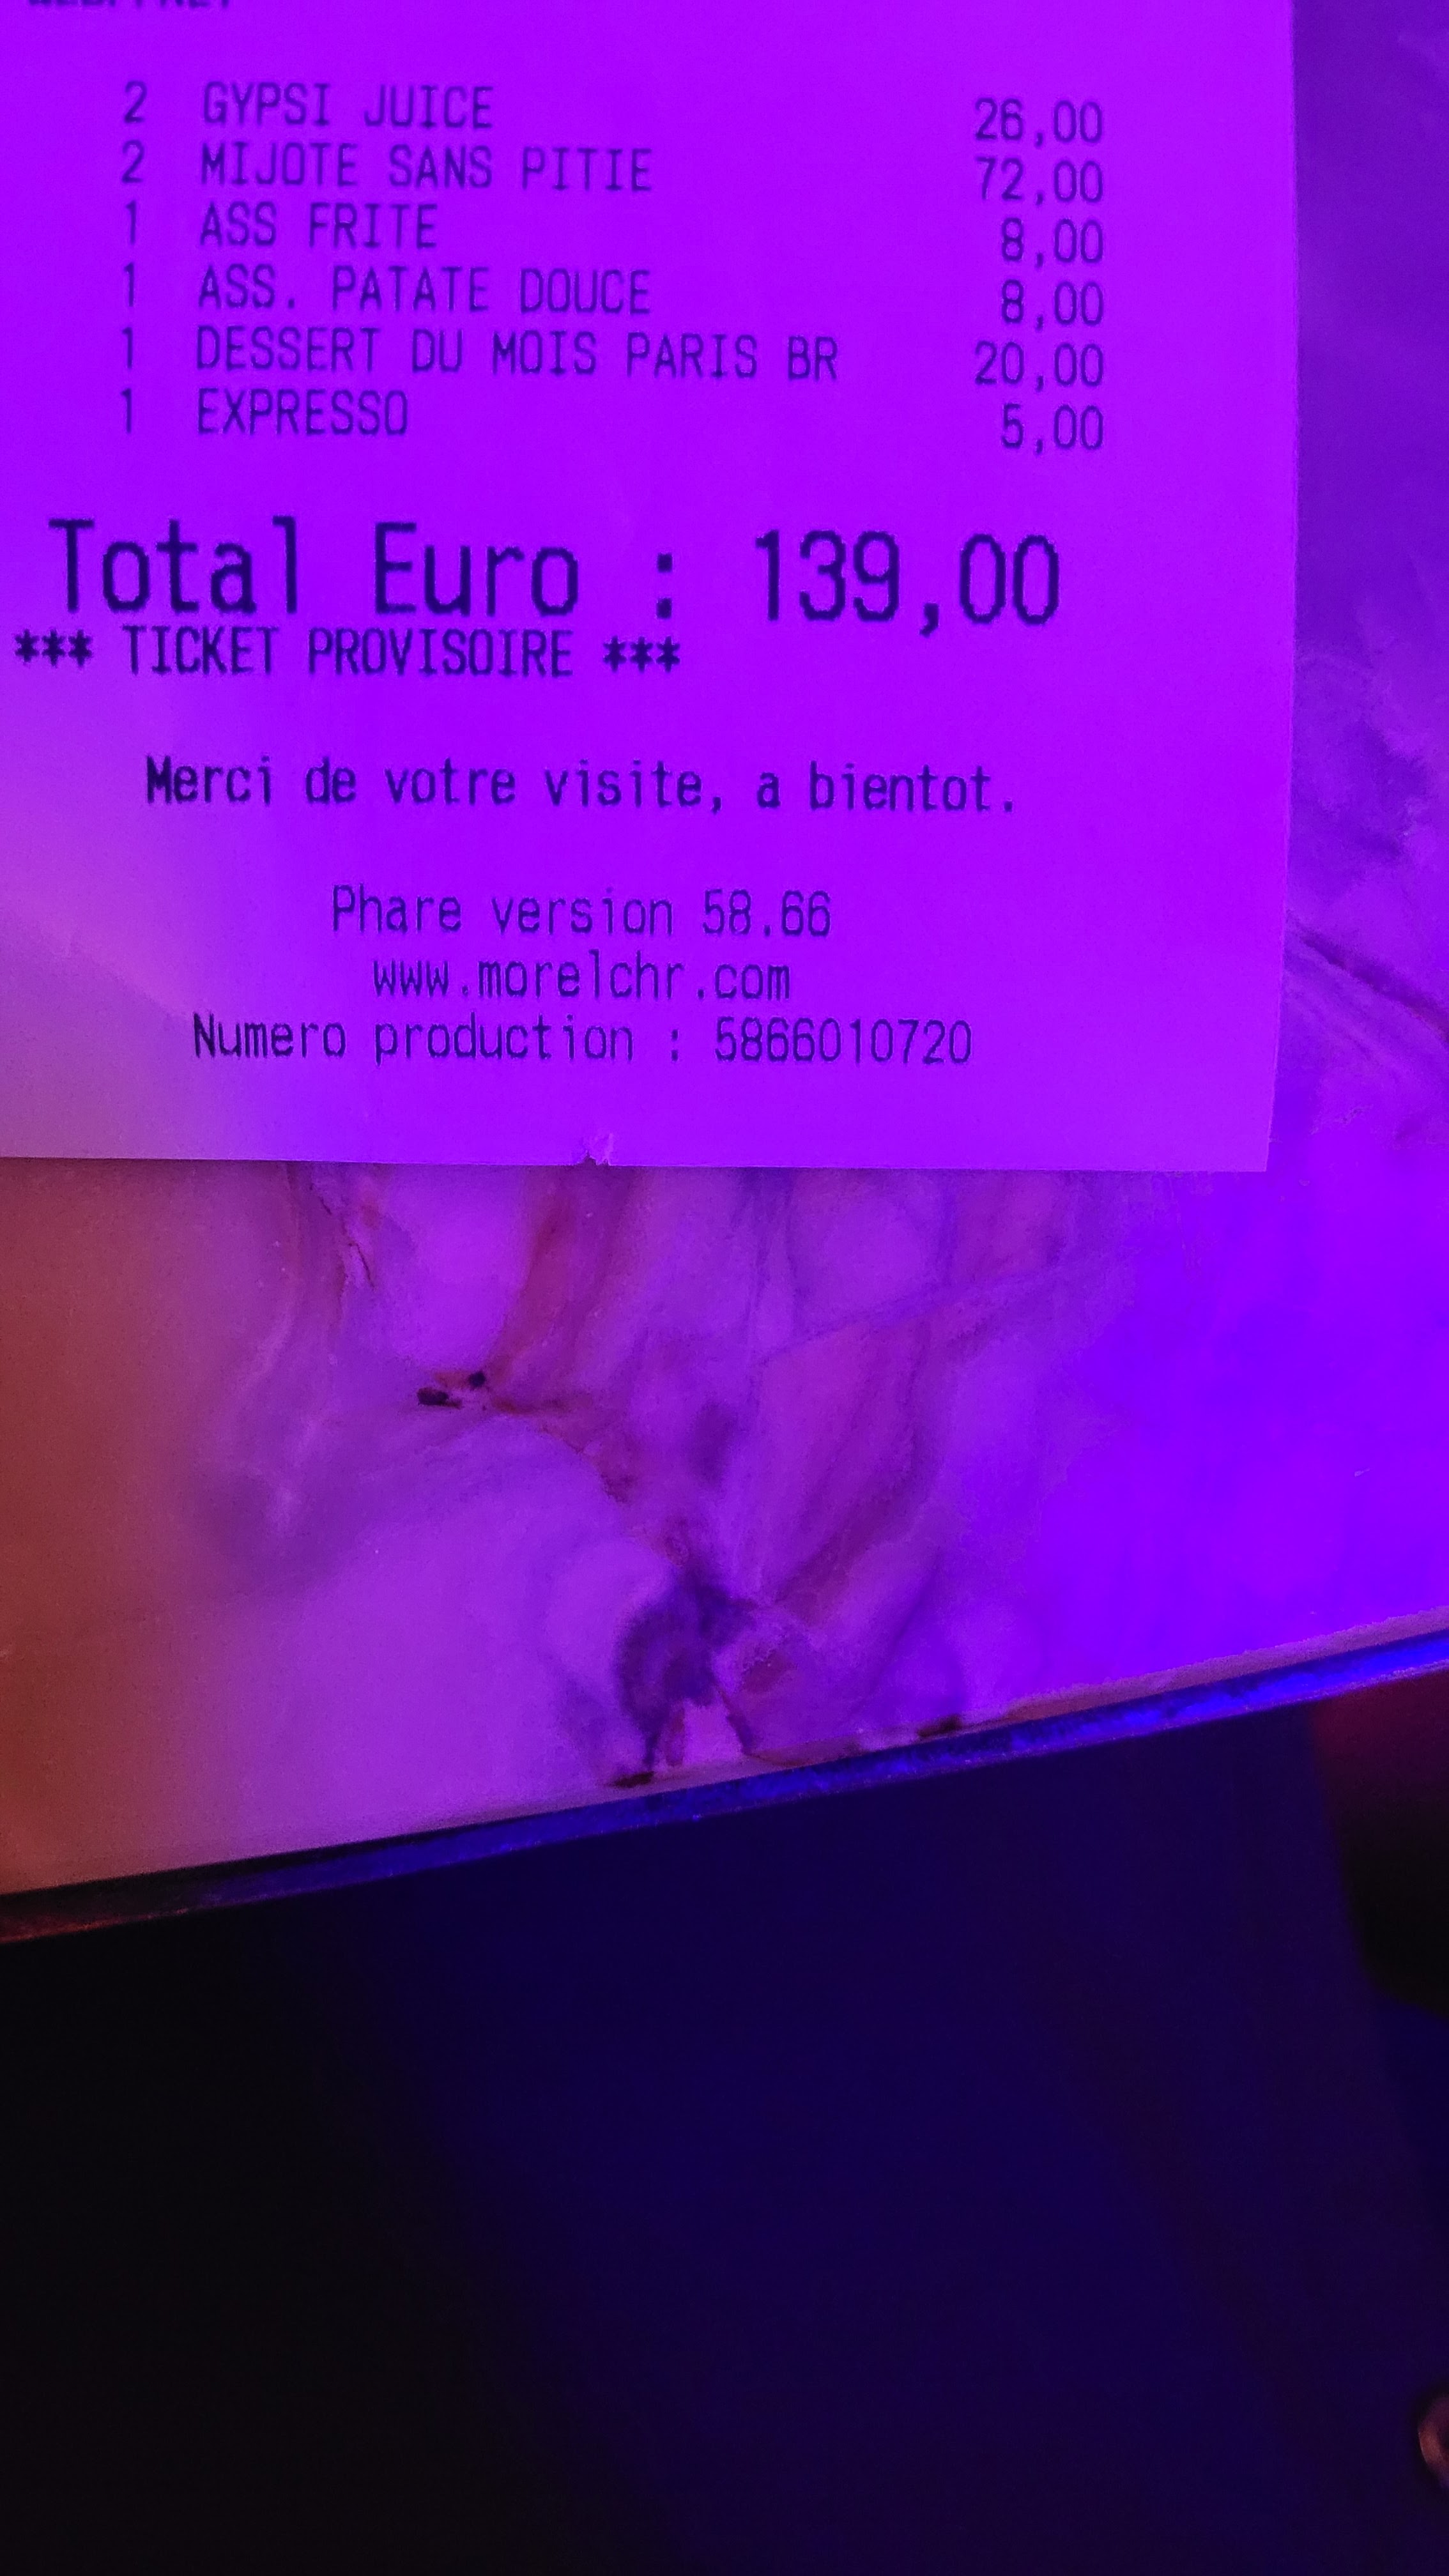 2 GYPSI JUICE 26,00
2 MIJOTE SANS PITIE 72,00
1 ASS FRITE 8,00
1 ASS. PATATE DOUCE 8,00
1 DESSERT DU MOIS PARIS BR 20,00
1 EXPRESSO 5,00
Total Euro : 139,00
*** TICKET PROVISOIRE ***
Merci de votre visite, a bientot.
Phare version 58.66
www.morelchr.com
Numero production : 5866010720